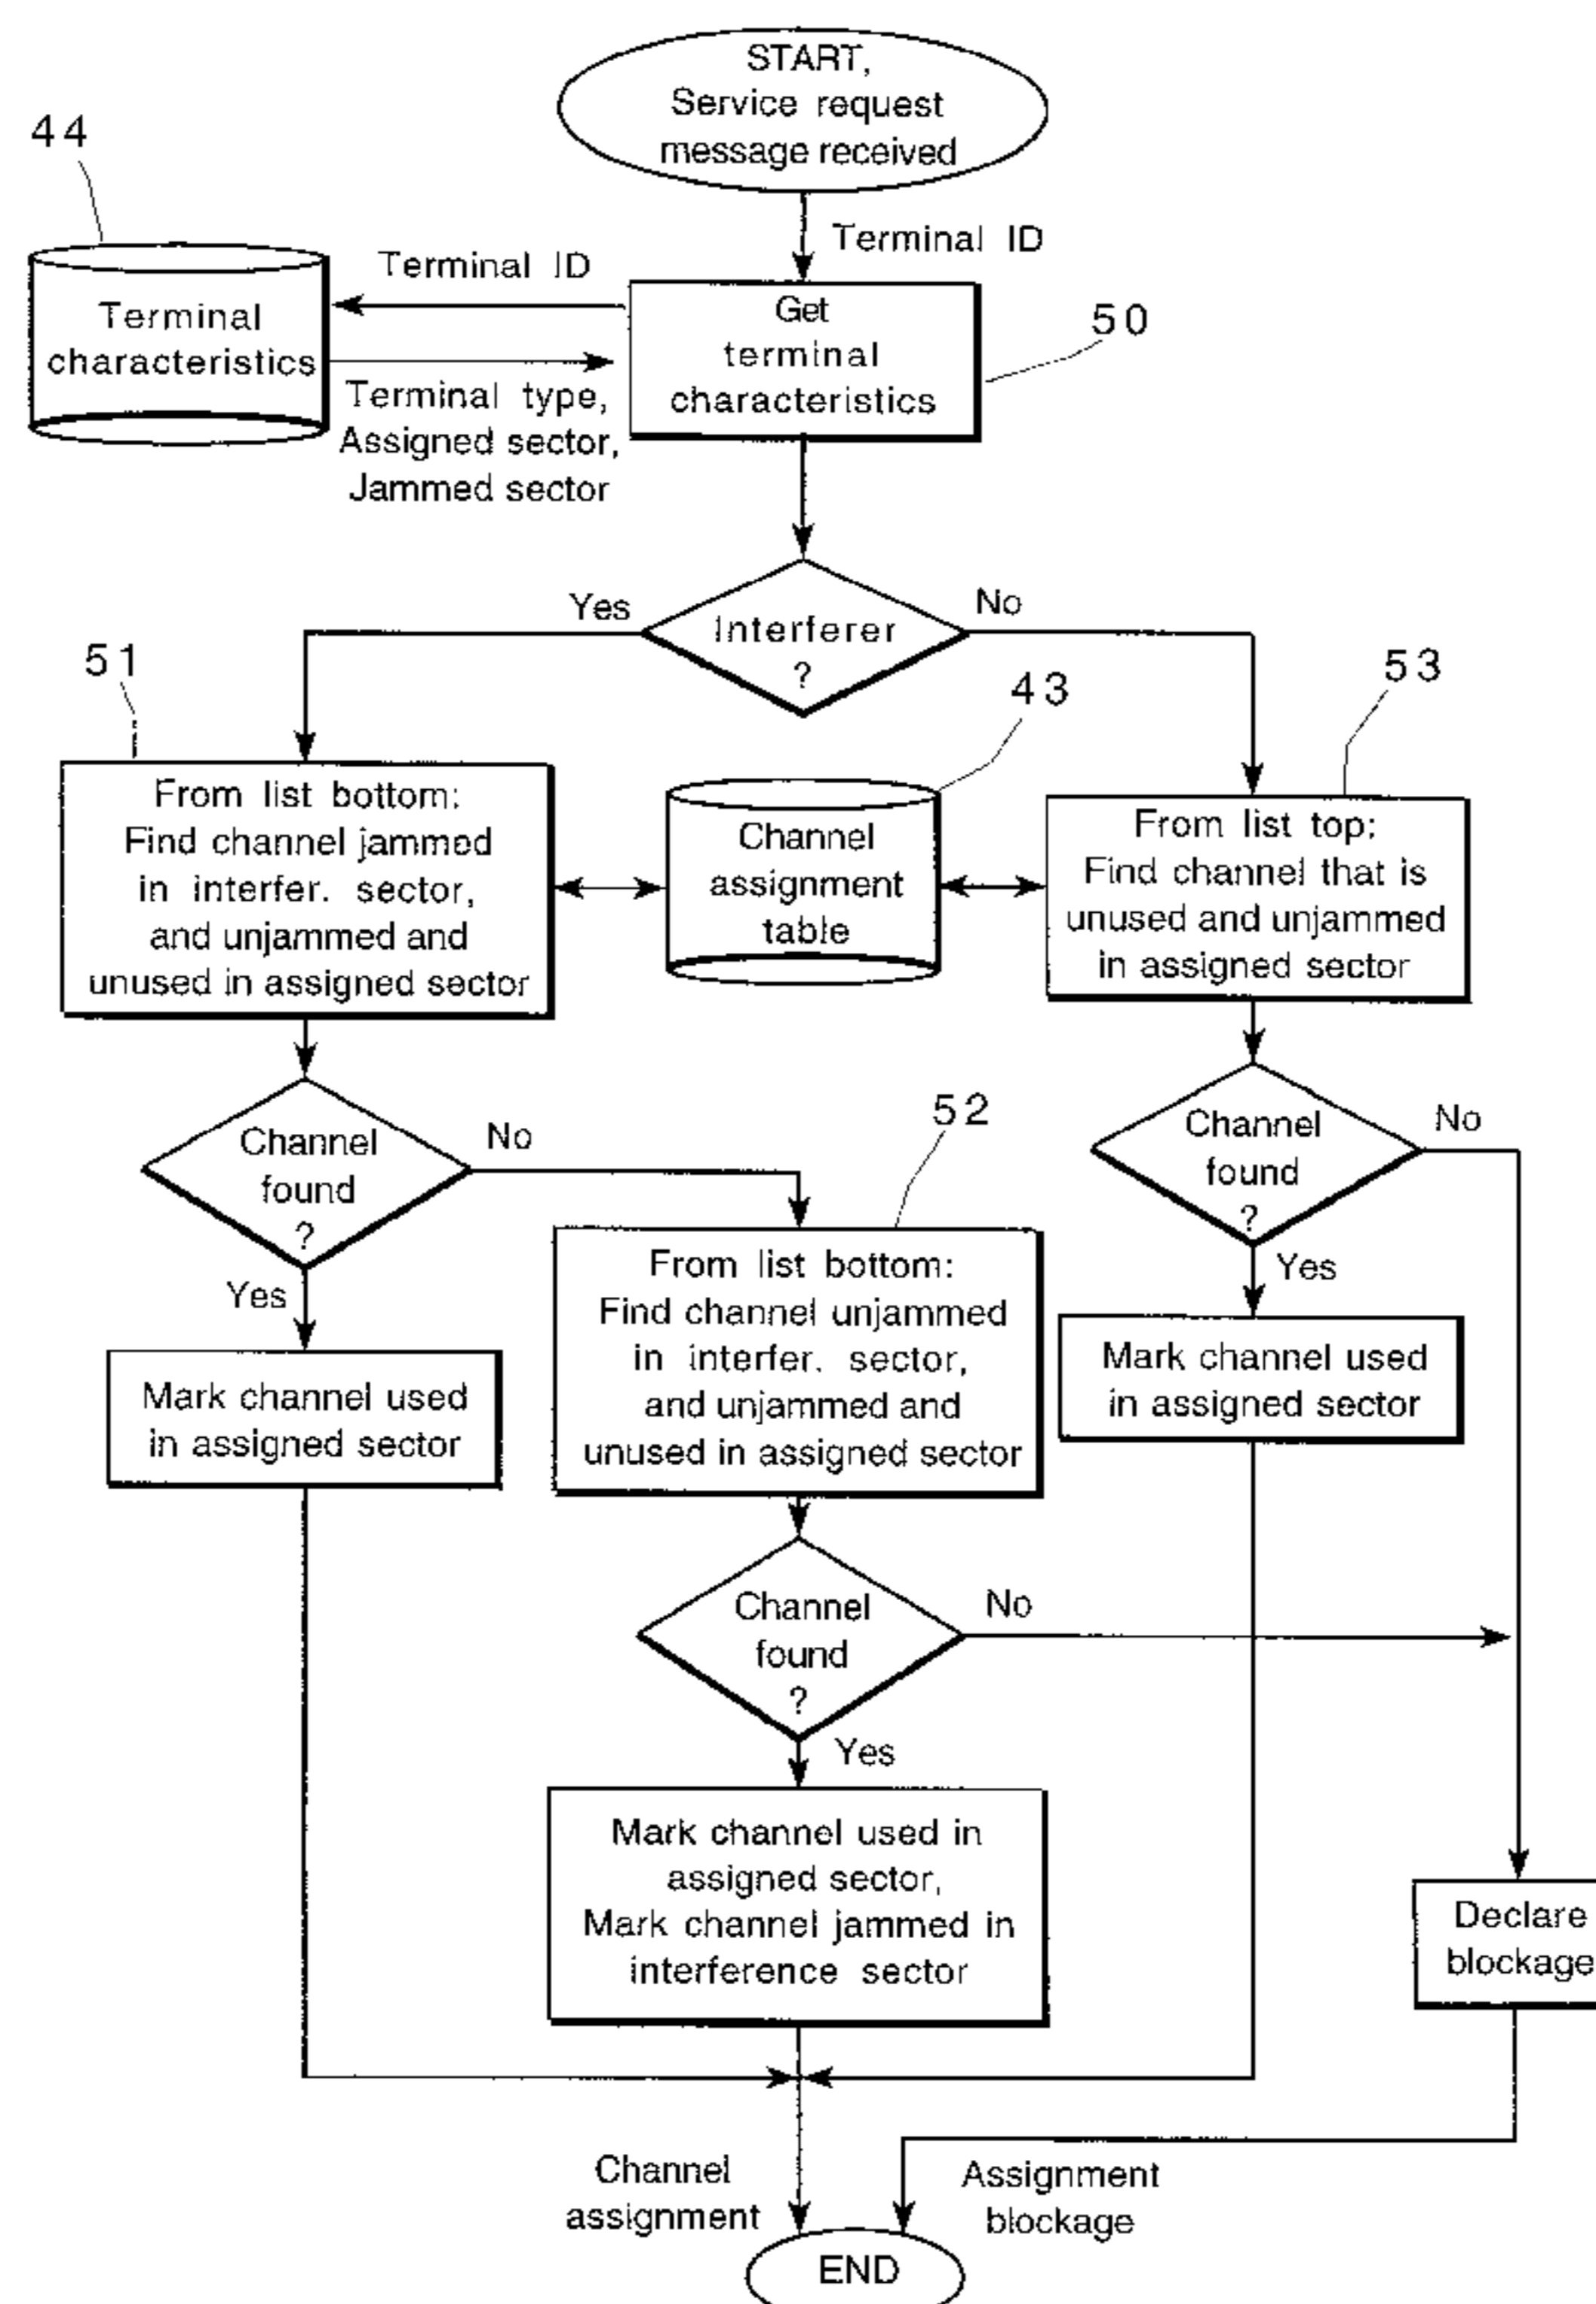 START,
Service request
message received
44
Terminal ID
Terminal ID
Terminal
characteristics
Get
terminal
characteristics
50
Terminal type,
Assigned sector,
Jammed sector
Yes
No
Interferer
?
51
43
53
From list bottom:
Find channel jammed
in interfer. sector,
and unjammed and
unused in assigned sector
Channel
assignment
table
From list top:
Find channel that is
unused and unjammed
in assigned sector
Channel
found
?
No
52
Channel
found
?
No
Yes
Yes
From list bottom:
Find channel unjammed
in interfer. sector,
and unjammed and
unused in assigned sector
Mark channel used
in assigned sector
Mark channel used
in assigned sector
Channel
found
?
No
Yes
Mark channel used in
assigned sector,
Mark channel jammed in
interference sector
Declare
blockage
Channel
assignment
Assignment
blockage
END